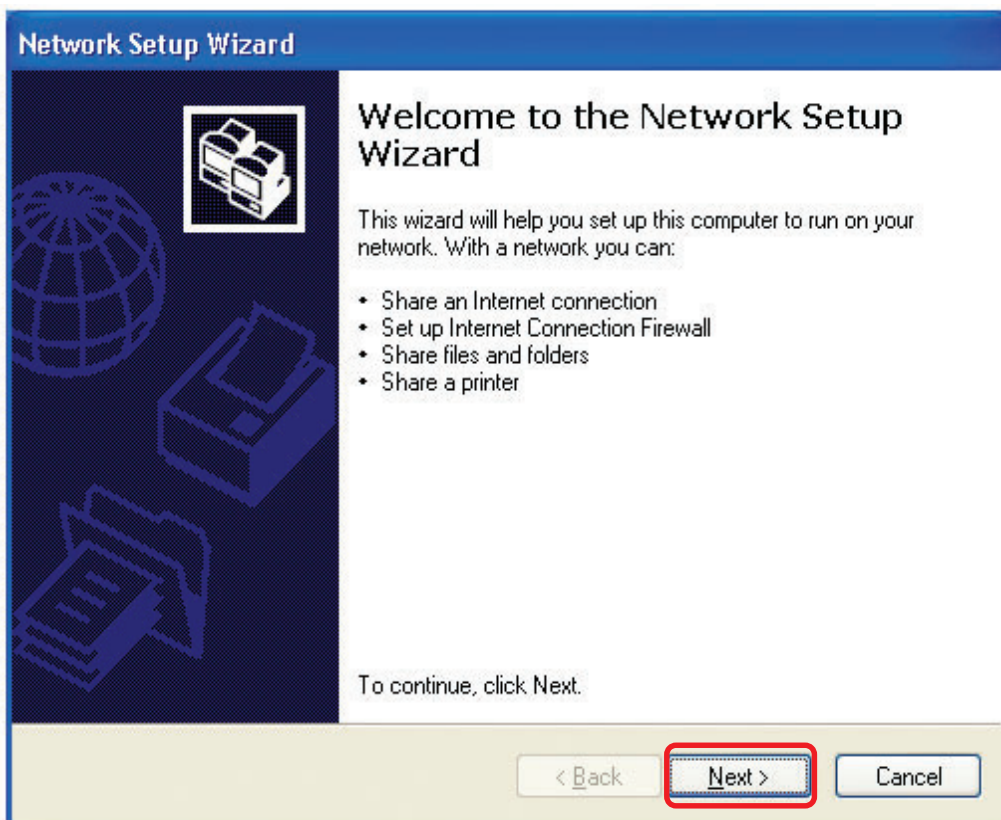 Network Setup Wizard
Welcome to the Network Setup
Wizard
This wizard will help you set up this computer to run on your
network. With a network you can:
• Share an Internet connection
• Set up Internet Connection Firewall
• Share files and folders
• Share a printer
To continue, click Next.
< Back Next > Cancel